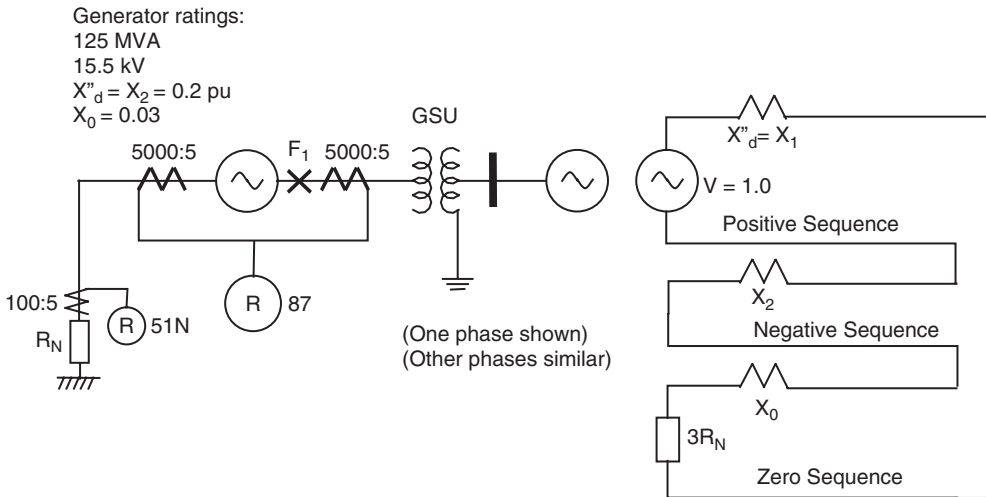 Generator ratings:
125 MVA
15.5 kV
X"d = X2 = 0.2 pu
X0 = 0.03
5000:5
F1
5000:5
GSU
X"d = X1
V = 1.0
Positive Sequence
X2
Negative Sequence
X0
3RN
Zero Sequence
100:5
R
51N
RN
R
87
(One phase shown)
(Other phases similar)